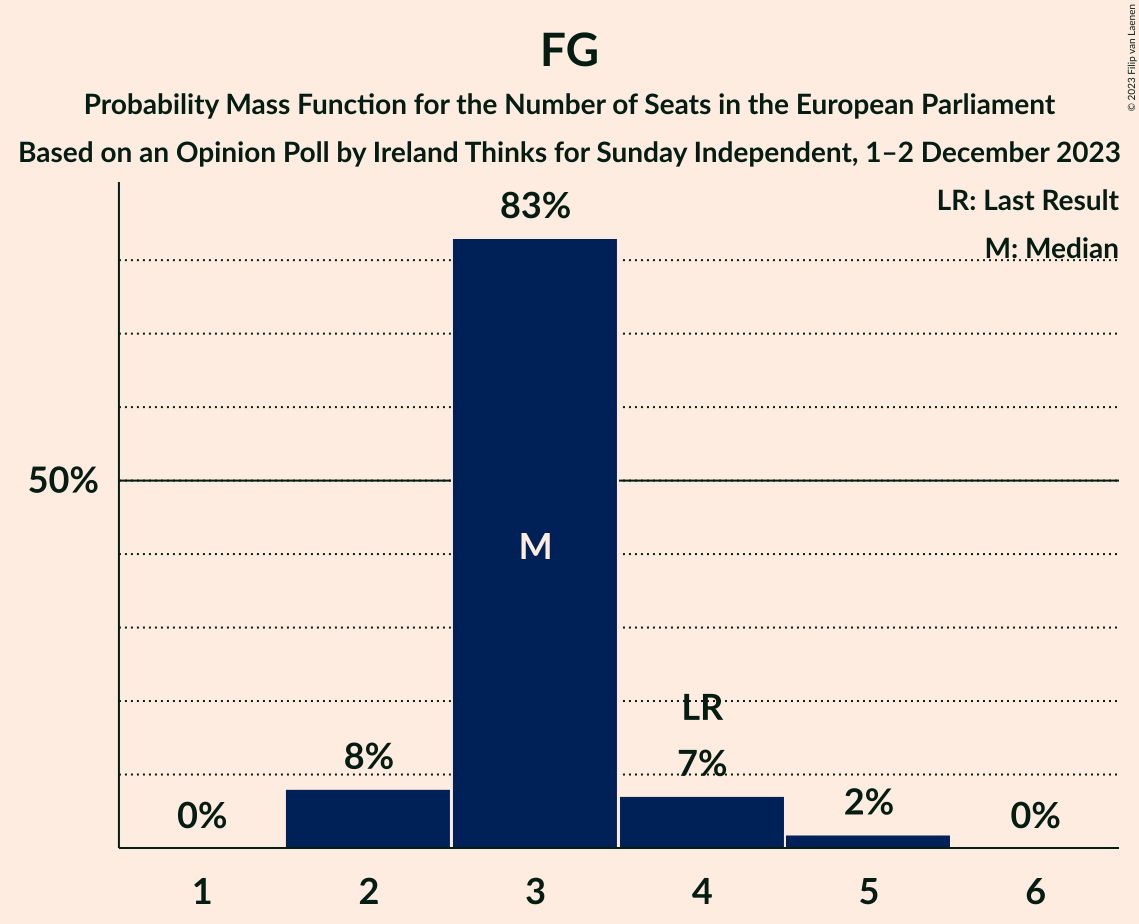 FG
Probability Mass Function for the Number of Seats in the European Parliament
Based on an Opinion Poll by Ireland Thinks for Sunday Independent, 1–2 December 2023
© 2023 Filip van Laenen
LR: Last Result
M: Median
83%
50%
M
LR
8%
7%
0%
2%
0%
1 2 3 4 5 6